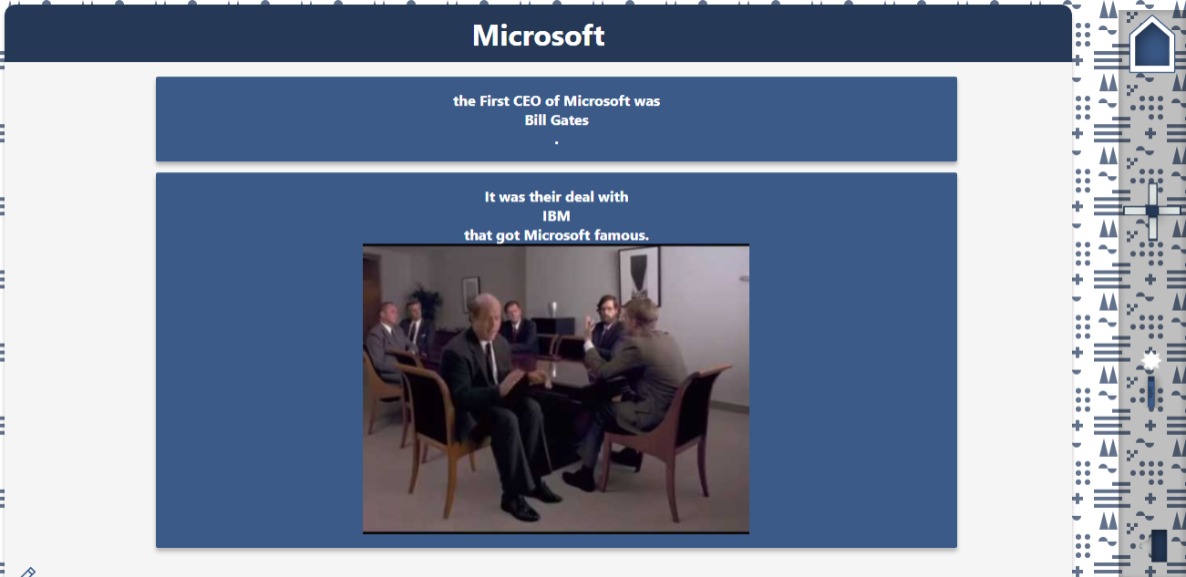 Microsoft
the First CEO of Microsoft was
Bill Gates
.
It was their deal with
IBM
that got Microsoft famous.